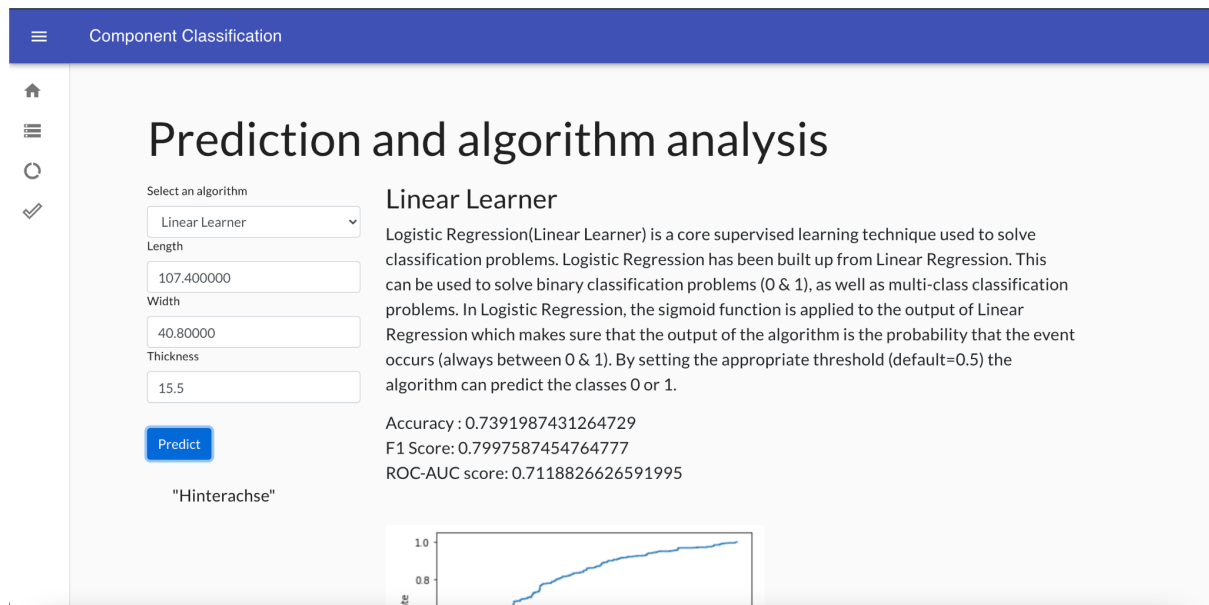 Component Classification
Prediction and algorithm analysis
Select an algorithm
Linear Learner
Length
107.400000
Width
40.80000
Thickness
15.5
Predict
"Hinterachse"
Linear Learner
Logistic Regression(Linear Learner) is a core supervised learning technique used to solve
classification problems. Logistic Regression has been built up from Linear Regression. This
can be used to solve binary classification problems (0 & 1), as well as multi-class classification
problems. In Logistic Regression, the sigmoid function is applied to the output of Linear
Regression which makes sure that the output of the algorithm is the probability that the event
occurs (always between 0 & 1). By setting the appropriate threshold (default=0.5) the
algorithm can predict the classes 0 or 1.
Accuracy : 0.7391987431264729
F1 Score: 0.7997587454764777
ROC-AUC score: 0.7118826626591995
1.0
0.8